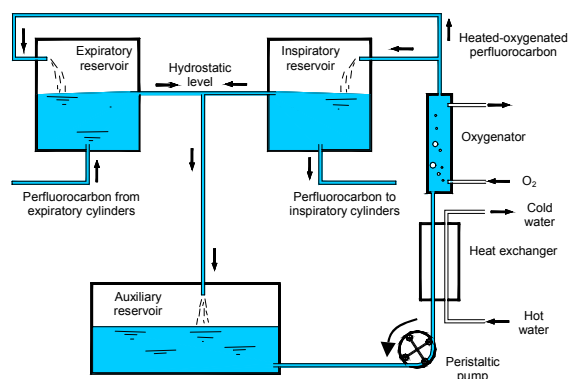 Expiratory
reservoir
Hydrostatic
level
Inspiratory
reservoir
Heated-oxygenated
perfluorocarbon
Oxygenator
O₂
Perfluorocarbon from
expiratory cylinders
Perfluorocarbon to
inspiratory cylinders
Cold
water
Heat exchanger
Auxiliary
reservoir
Hot
water
Peristaltic
pump